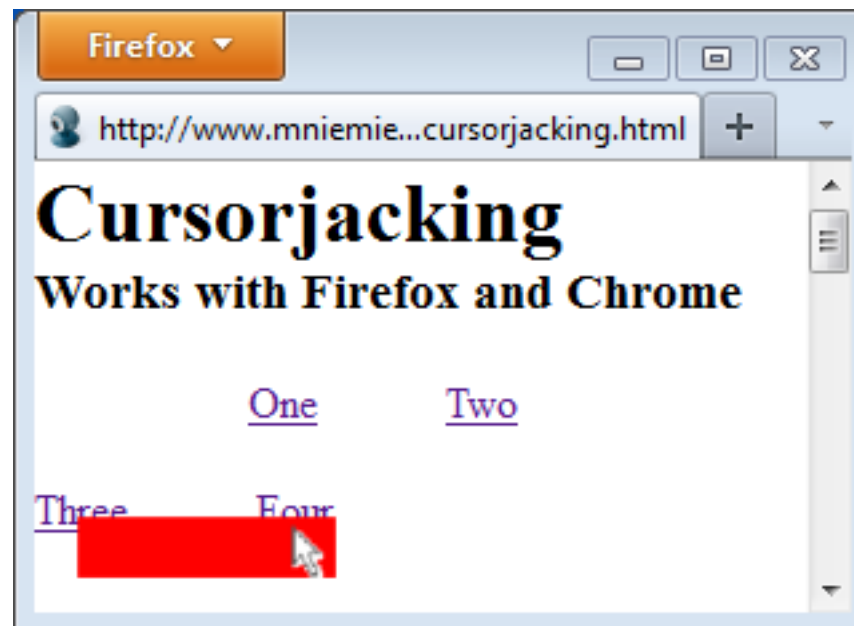 Firefox
http://www.mniemie...cursorjacking.html
Cursorjacking
Works with Firefox and Chrome
One Two
Three Four